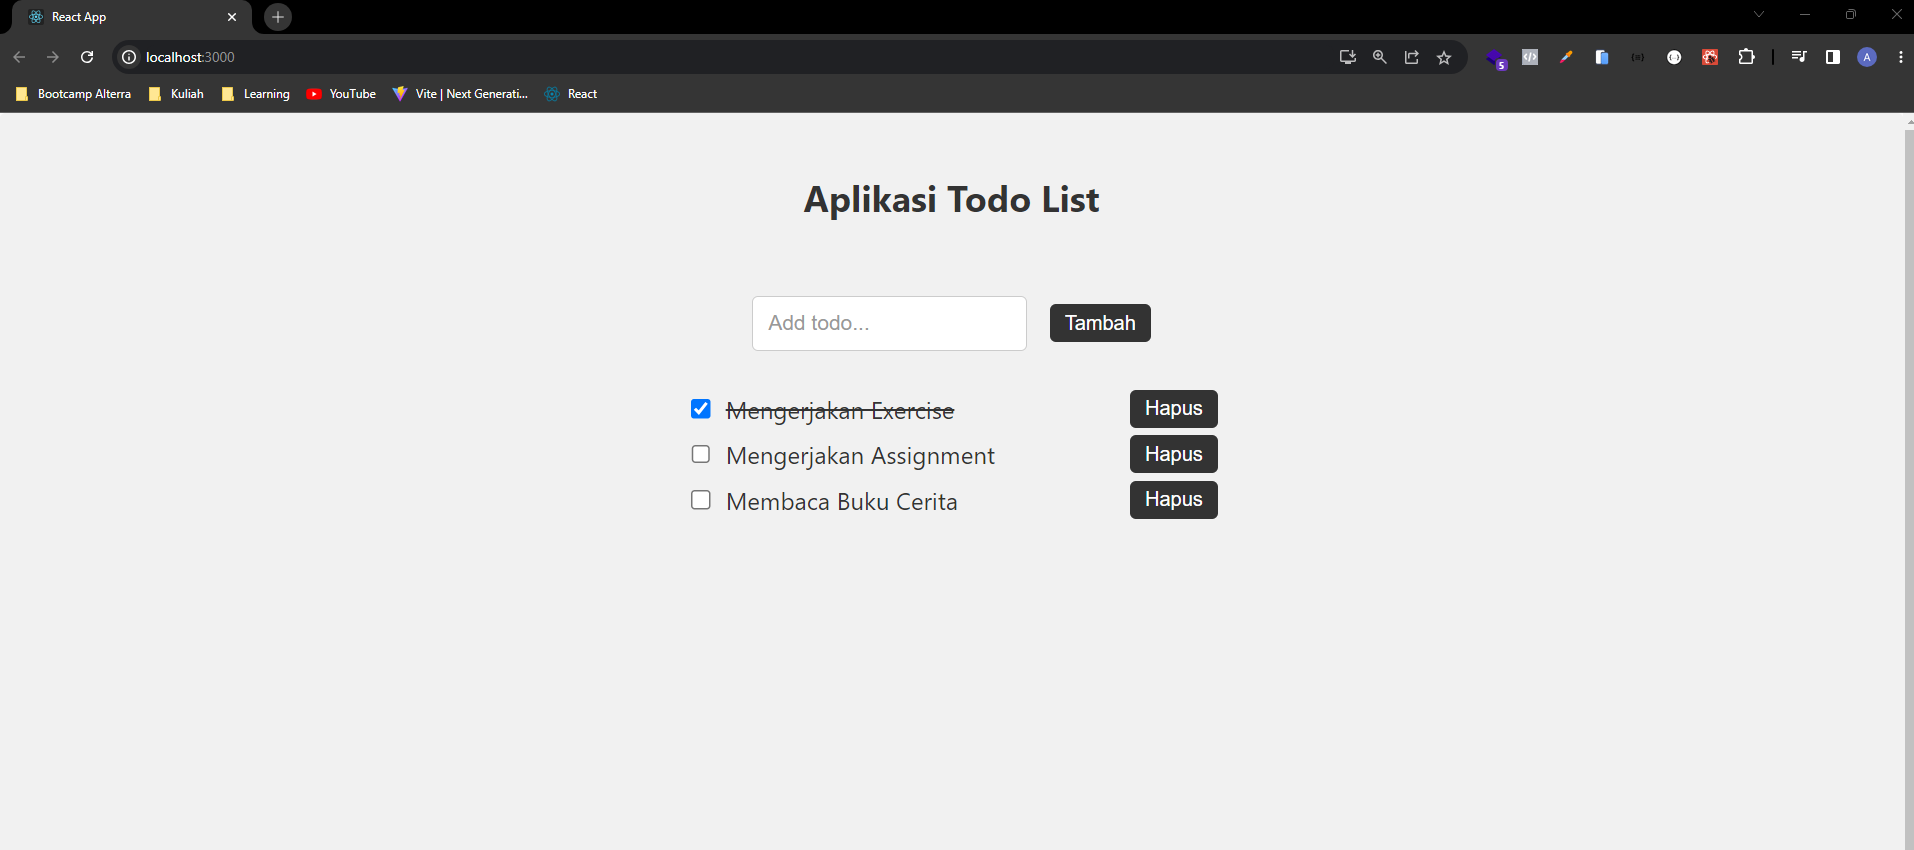 React App
localhost:3000
5
A
Bootcamp Alterra Kuliah Learning YouTube Vite | Next Generati... React
Aplikasi Todo List
Add todo... Tambah
Mengerjakan Exercise Hapus
Mengerjakan Assignment Hapus
Membaca Buku Cerita Hapus